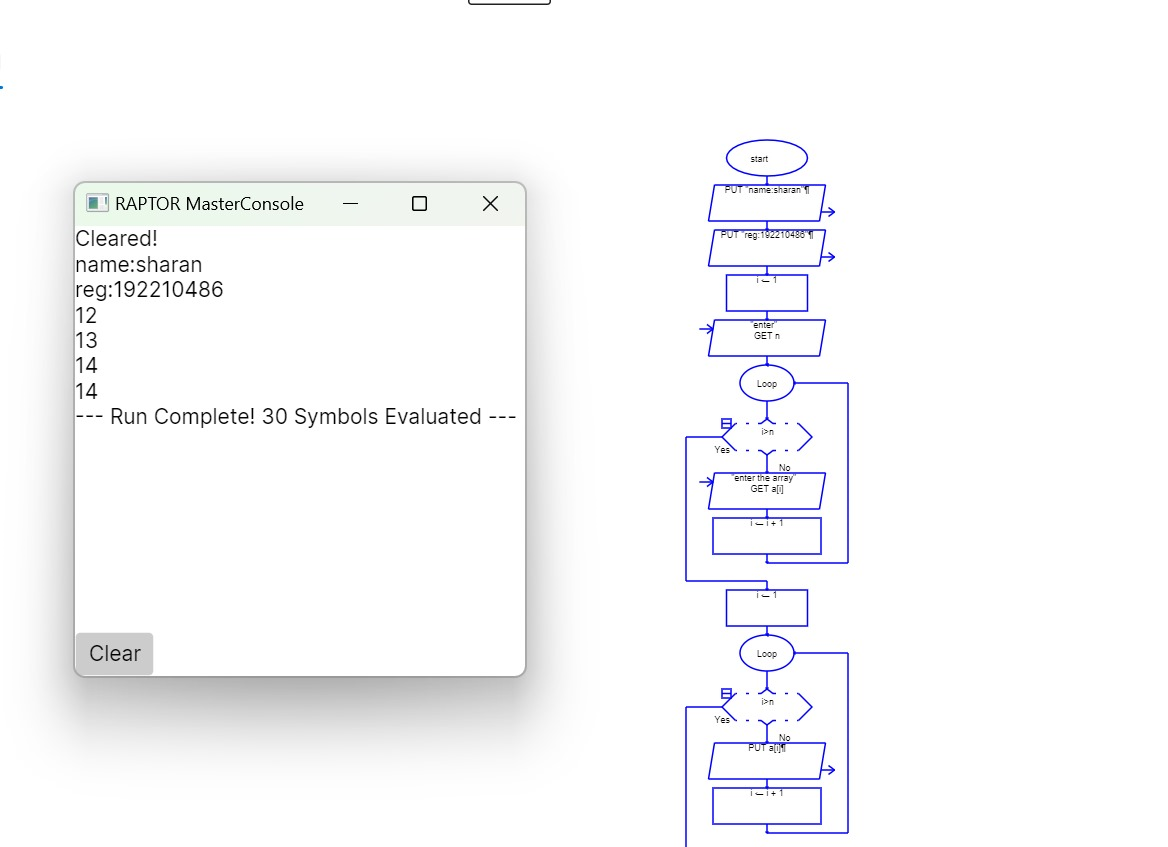 RAPTOR MasterConsole
Cleared!
name:sharan
reg:192210486
12
13
14
14
--- Run Complete! 30 Symbols Evaluated ---
Clear
start
PUT "name:sharan"¶
PUT "reg:192210486"¶
i ← 1
"enter"
GET n
Loop
i>n
Yes
No
"enter the array"
GET a[i]
i ← i + 1
i ← 1
Loop
i>n
Yes
No
PUT a[i]¶
i ← i + 1